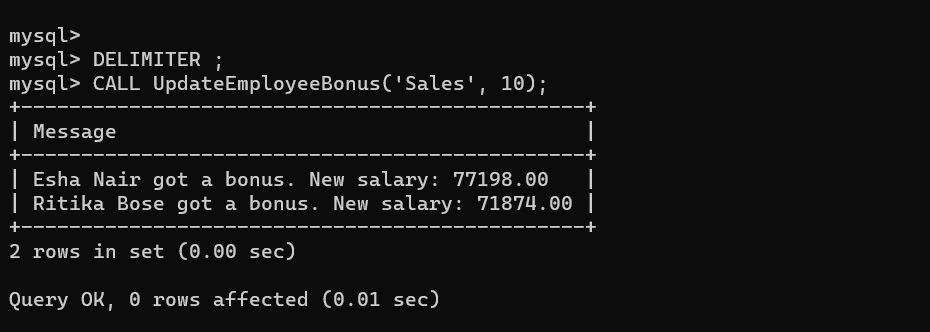 mysql>
mysql> DELIMITER ;
mysql> CALL UpdateEmployeeBonus('Sales', 10);
+-----------------------------------------------+
| Message                                       |
+-----------------------------------------------+
| Esha Nair got a bonus. New salary: 77198.00   |
| Ritika Bose got a bonus. New salary: 71874.00 |
+-----------------------------------------------+
2 rows in set (0.00 sec)
Query OK, 0 rows affected (0.01 sec)